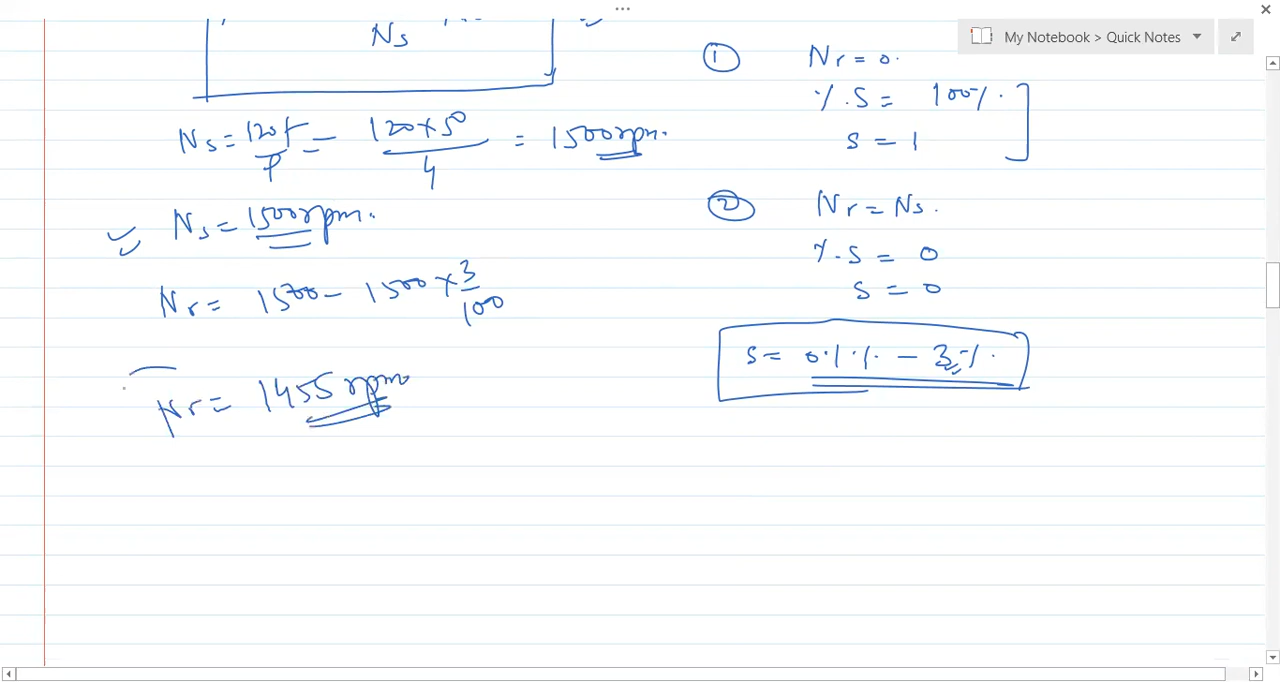 My Notebook > Quick Notes
Ns
Ns = 120f/P = 120×50/4 = 1500rpm.
Ns = 1500rpm.
Nr = 1500 - 1500 × 3/100
Nr = 1455 rpm
① Nr = 0.
%.S = 100%.
S = 1
② Nr = Ns.
%.S = 0
S = 0
S = 0.1%. - 3%.